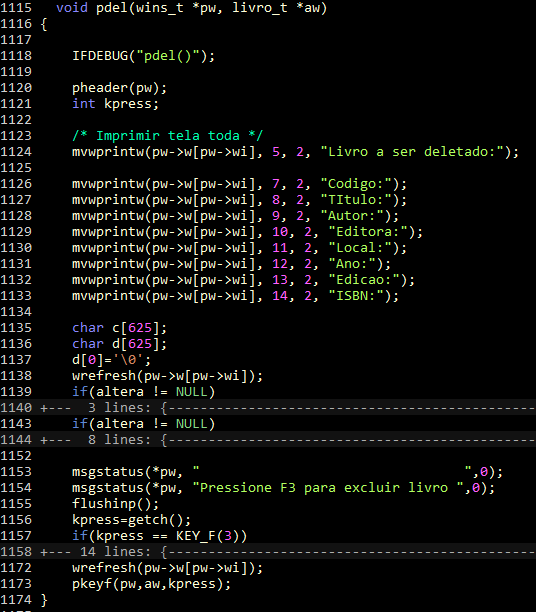 1115   void pdel(wins_t *pw, livro_t *aw)
1116 {
1117
1118     IFDEBUG("pdel()");
1119
1120     pheader(pw);
1121     int kpress;
1122
1123     /* Imprimir tela toda */
1124     mvwprintw(pw->w[pw->wi], 5, 2, "Livro a ser deletado:");
1125
1126     mvwprintw(pw->w[pw->wi], 7, 2, "Codigo:");
1127     mvwprintw(pw->w[pw->wi], 8, 2, "TItulo:");
1128     mvwprintw(pw->w[pw->wi], 9, 2, "Autor:");
1129     mvwprintw(pw->w[pw->wi], 10, 2, "Editora:");
1130     mvwprintw(pw->w[pw->wi], 11, 2, "Local:");
1131     mvwprintw(pw->w[pw->wi], 12, 2, "Ano:");
1132     mvwprintw(pw->w[pw->wi], 13, 2, "Edicao:");
1133     mvwprintw(pw->w[pw->wi], 14, 2, "ISBN:");
1134
1135     char c[625];
1136     char d[625];
1137     d[0]='\0';
1138     wrefresh(pw->w[pw->wi]);
1139     if(altera != NULL)
1140 +---  3 lines: {----------------------------------------------
1143     if(altera != NULL)
1144 +---  8 lines: {----------------------------------------------
1152
1153     msgstatus(*pw, "                                 ",0);
1154     msgstatus(*pw, "Pressione F3 para excluir livro ",0);
1155     flushinp();
1156     kpress=getch();
1157     if(kpress == KEY_F(3))
1158 +--- 14 lines: {----------------------------------------------
1172     wrefresh(pw->w[pw->wi]);
1173     pkeyf(pw,aw,kpress);
1174 }